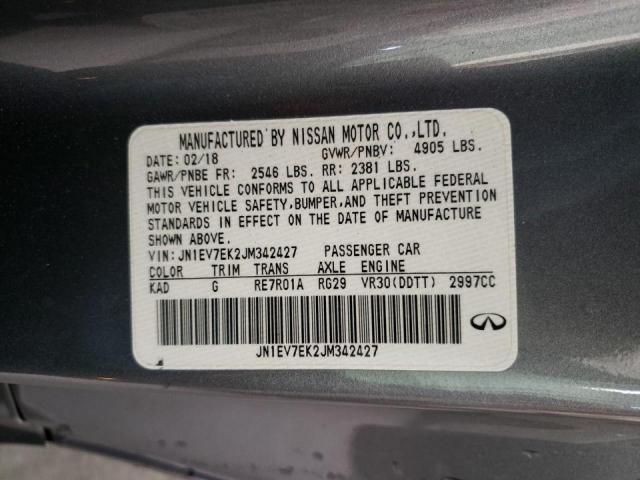 MANUFACTURED BY NISSAN MOTOR CO.,LTD.
DATE: 02/18 GVWR/PNBV: 4905 LBS.
GAWR/PNBE FR: 2546 LBS. RR: 2381 LBS.
THIS VEHICLE CONFORMS TO ALL APPLICABLE FEDERAL
MOTOR VEHICLE SAFETY,BUMPER,AND THEFT PREVENTION
STANDARDS IN EFFECT ON THE DATE OF MANUFACTURE
SHOWN ABOVE.
VIN:JN1EV7EK2JM342427 PASSENGER CAR
COLOR TRIM TRANS AXLE ENGINE
KAD G RE7R01A RG29 VR30(DDTT) 2997CC
JN1EV7EK2JM342427